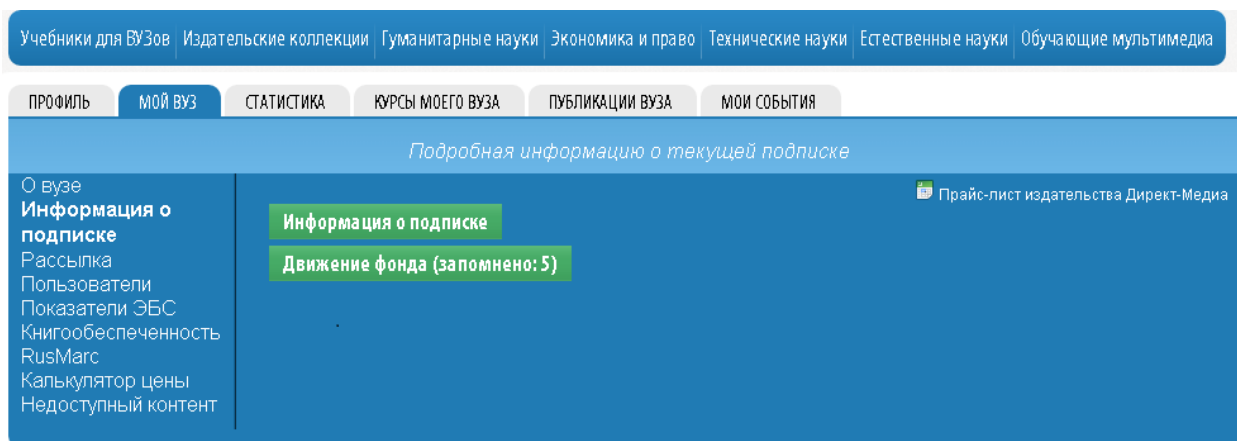 Учебники для ВУЗов Издательские коллекции Гуманитарные науки Экономика и право Технические науки Естественные науки Обучающие мультимедиа
ПРОФИЛЬ МОЙ ВУЗ СТАТИСТИКА КУРСЫ МОЕГО ВУЗА ПУБЛИКАЦИИ ВУЗА МОИ СОБЫТИЯ
Подробная информацию о текущей подписке
О вузе
Информация о
подписке
Рассылка
Пользователи
Показатели ЭБС
Книгообеспеченность
RusMarc
Калькулятор цены
Недоступный контент
Информация о подписке
Движение фонда (запомнено: 5)
Прайс-лист издательства Директ-Медиа